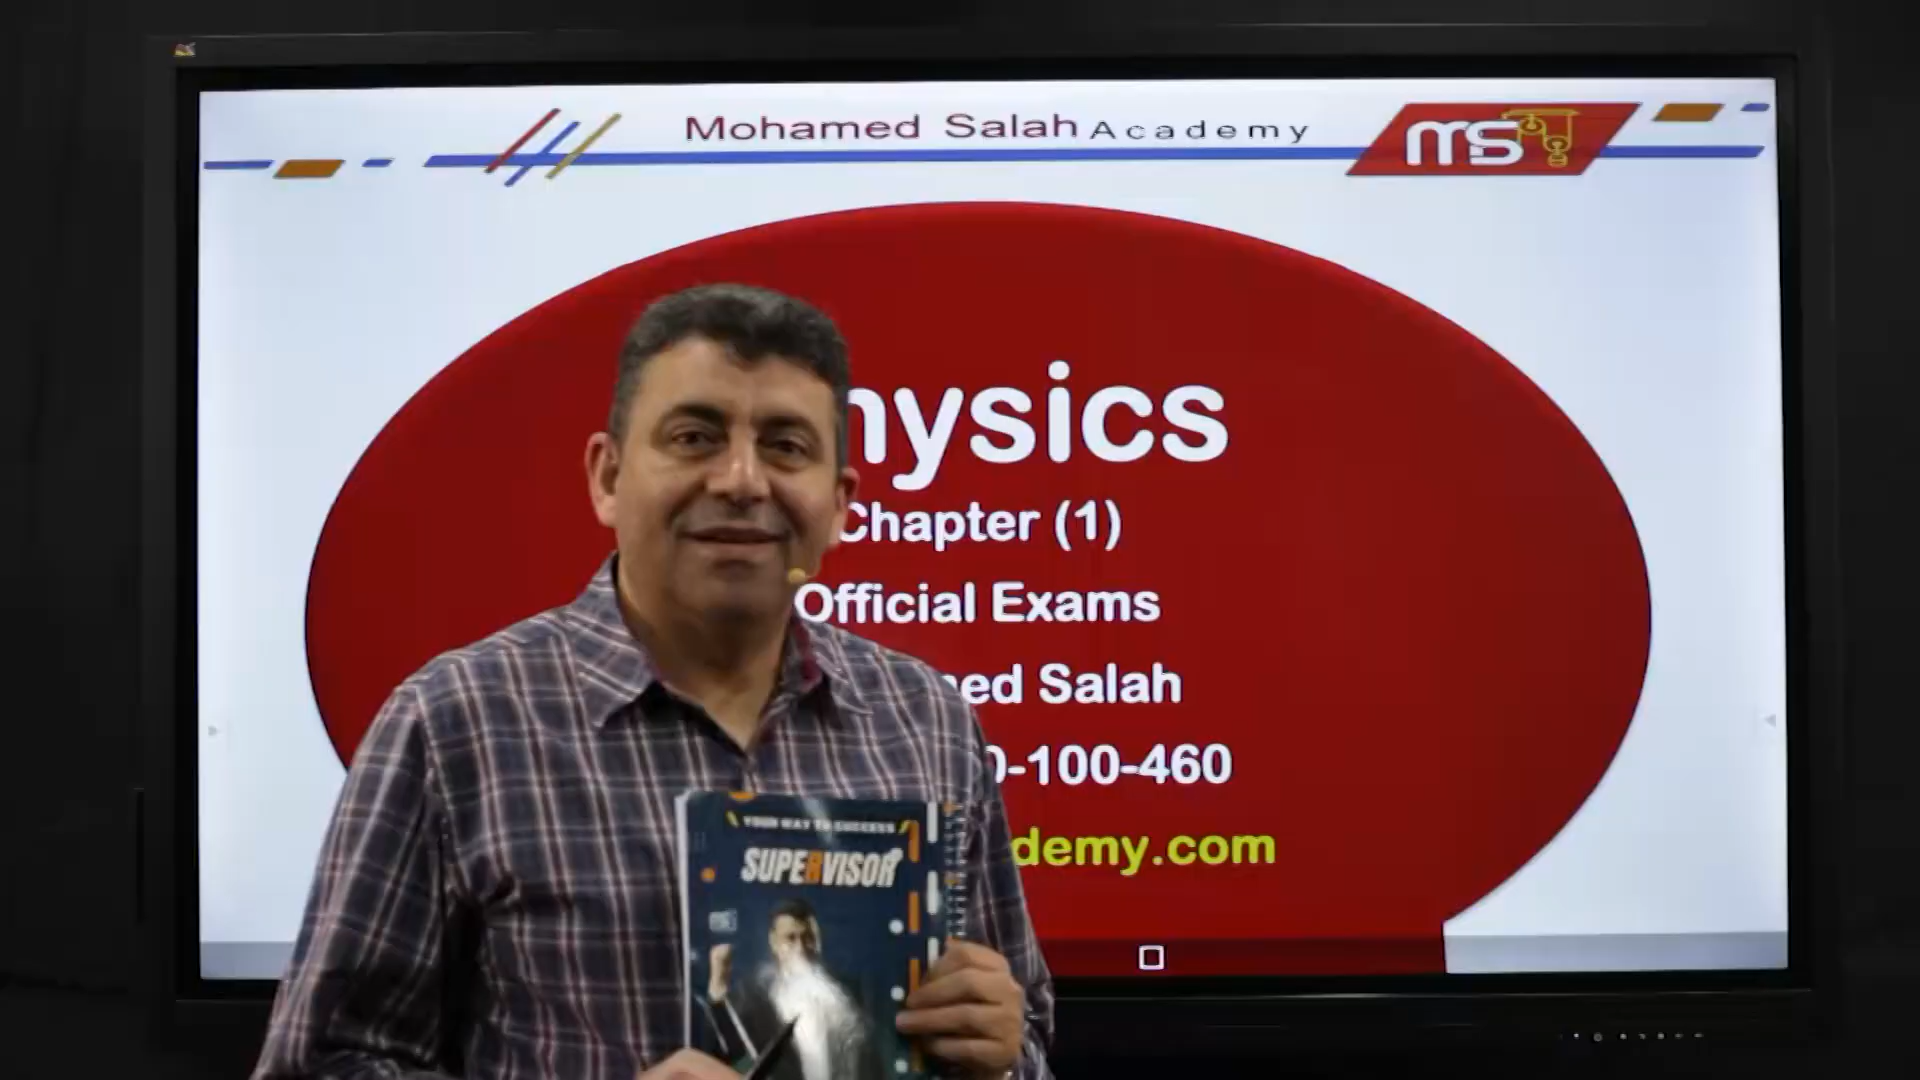 Mohamed Salah Academy
MS
hysics
Chapter (1)
Official Exams
ed Salah
0-100-460
demy.com
YOUR WAY TO SUCCESS
SUPERVISOR